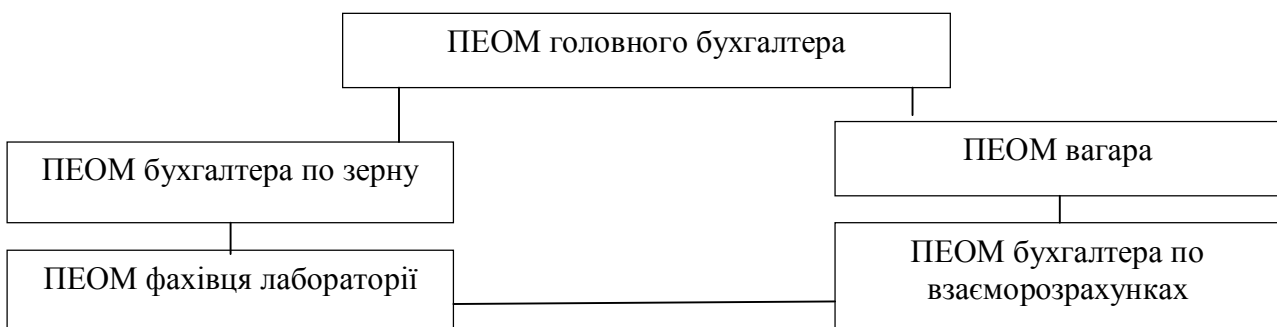 ПЕОМ головного бухгалтера
ПЕОМ бухгалтера по зерну
ПЕОМ вагара
ПЕОМ фахівця лабораторії
ПЕОМ бухгалтера по
взаєморозрахунках